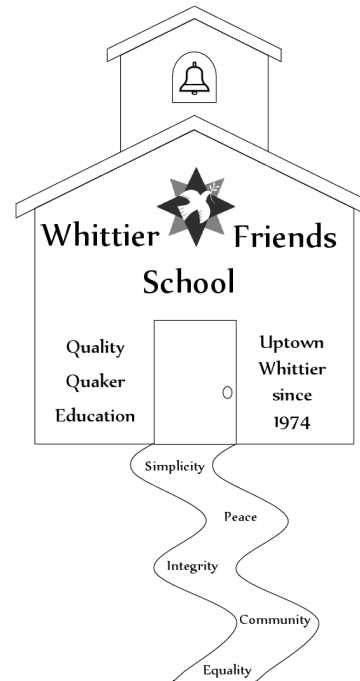 Whittier Friends
School
Quality
Quaker
Education
Uptown
Whittier
since
1974
Simplicity
Peace
Integrity
Community
Equality